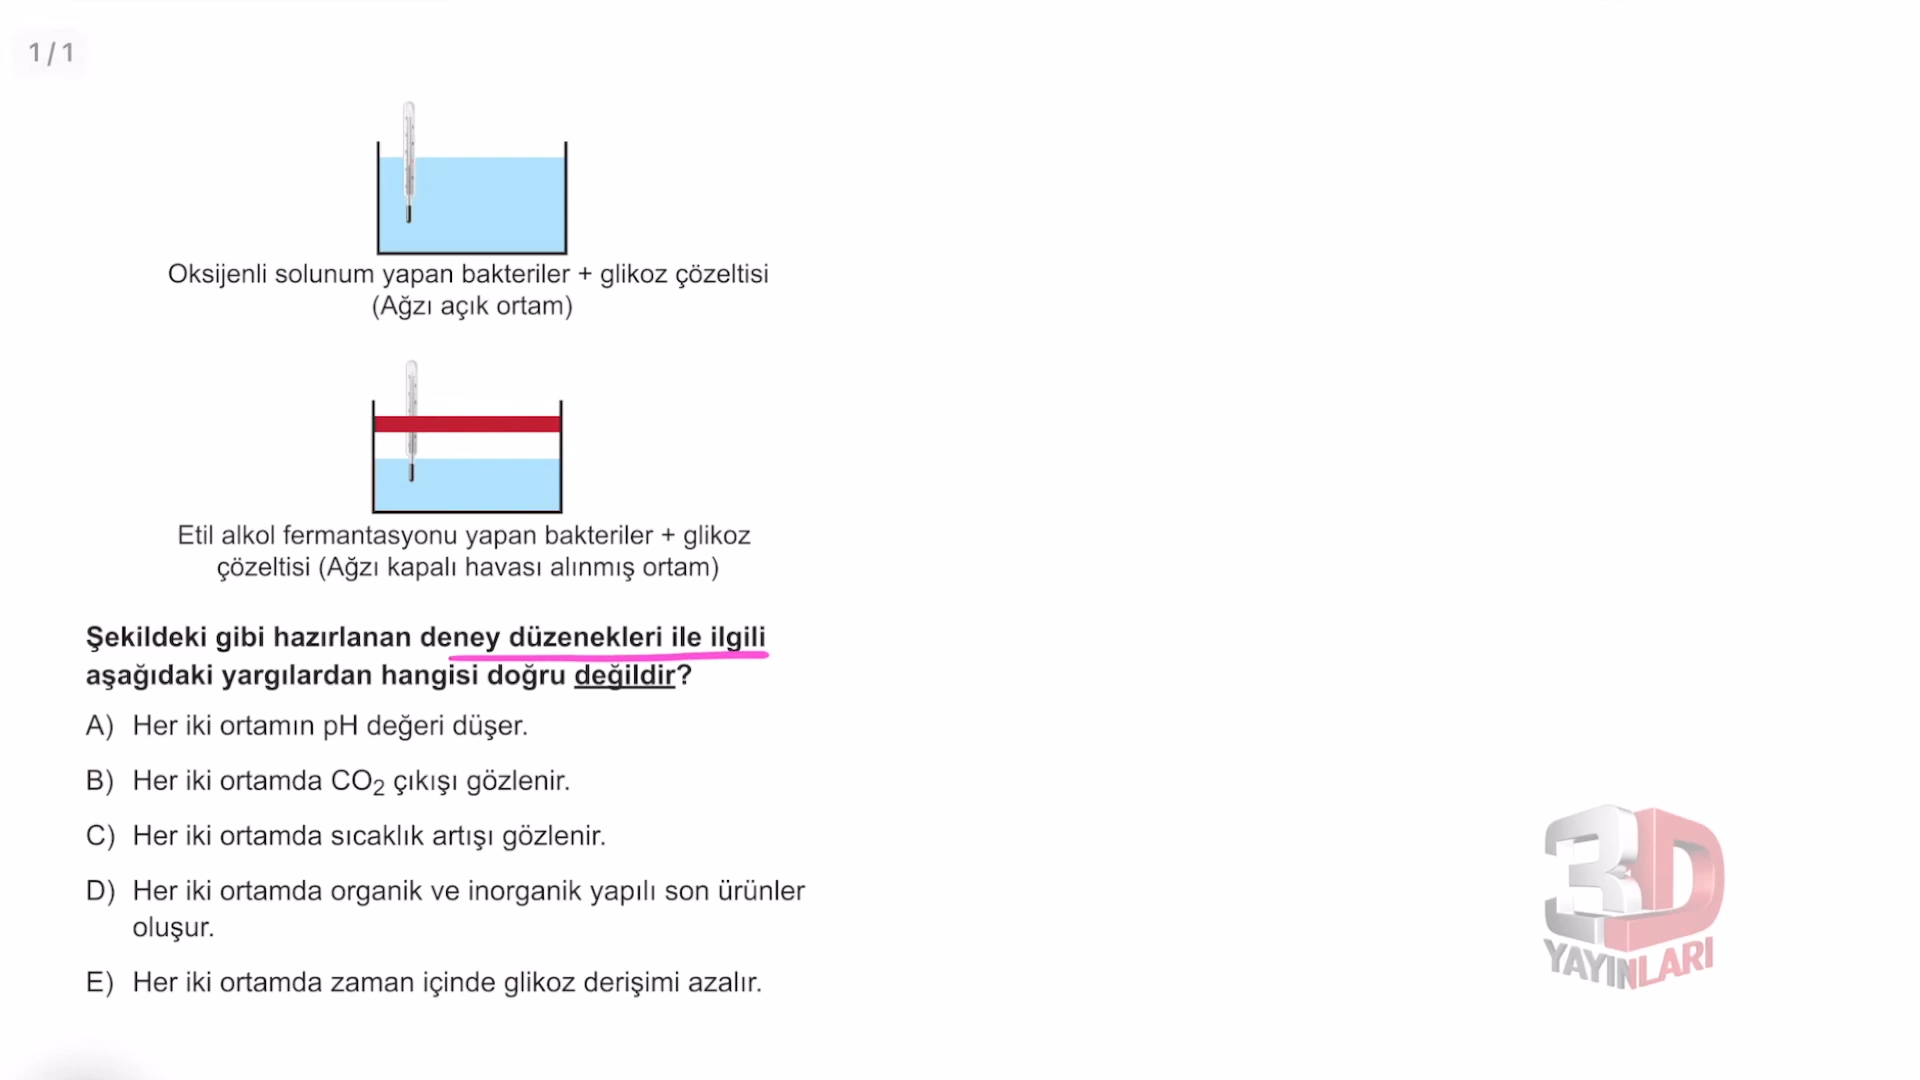 1 / 1
Oksijenli solunum yapan bakteriler + glikoz çözeltisi
(Ağzı açık ortam)
Etil alkol fermantasyonu yapan bakteriler + glikoz
çözeltisi (Ağzı kapalı havası alınmış ortam)
Şekildeki gibi hazırlanan deney düzenekleri ile ilgili
aşağıdaki yargılardan hangisi doğru değildir?
A) Her iki ortamın pH değeri düşer.
B) Her iki ortamda CO₂ çıkışı gözlenir.
C) Her iki ortamda sıcaklık artışı gözlenir.
D) Her iki ortamda organik ve inorganik yapılı son ürünler
oluşur.
E) Her iki ortamda zaman içinde glikoz derişimi azalır.
3D
YAYINLARI